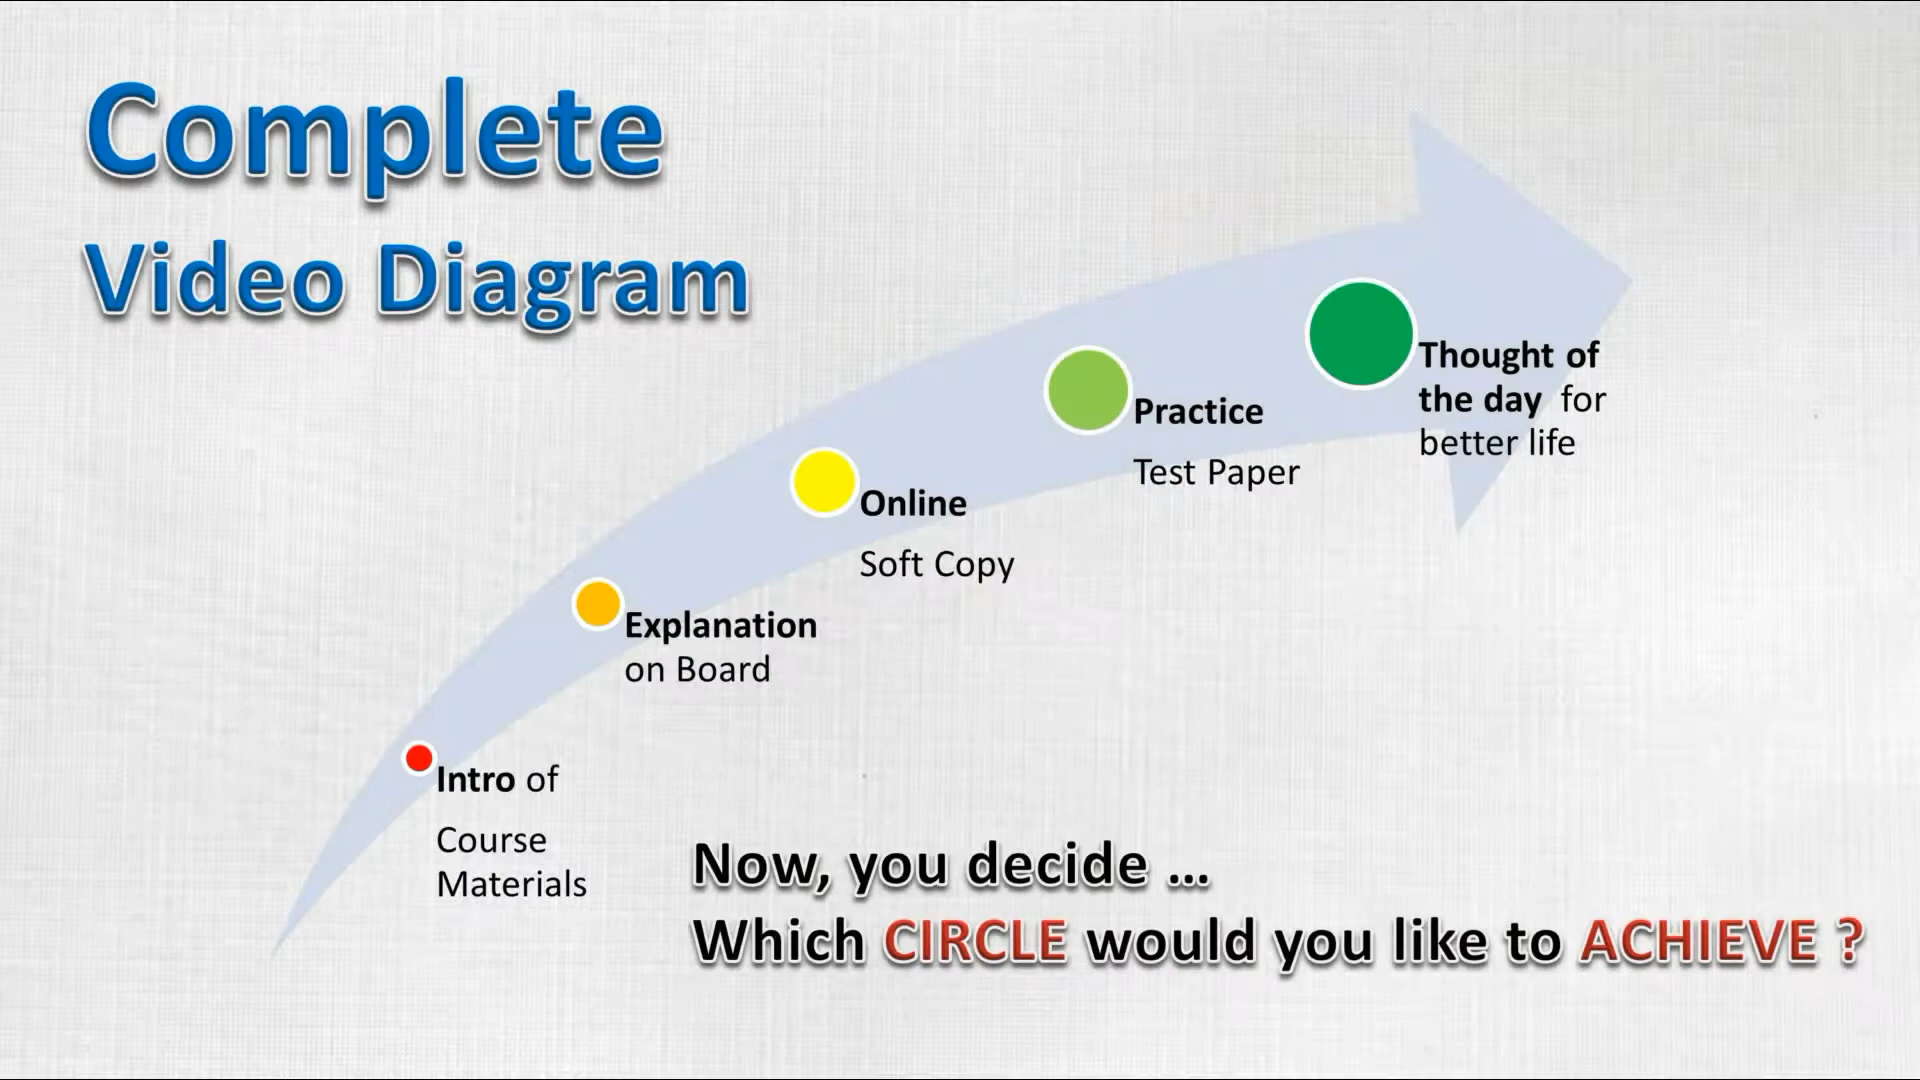 Complete
Video Diagram
Intro of
Course
Materials
Explanation
on Board
Online
Soft Copy
Practice
Test Paper
Thought of
the day for
better life
Now, you decide ...
Which CIRCLE would you like to ACHIEVE ?